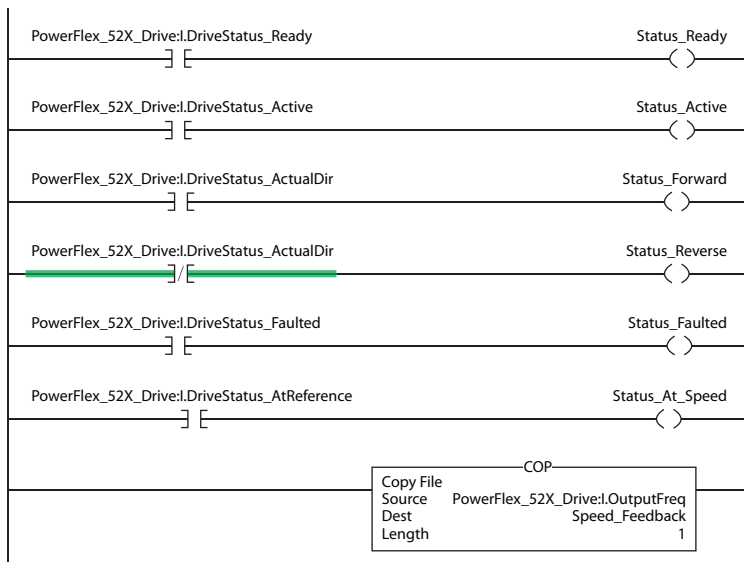 PowerFlex_52X_Drive:I.DriveStatus_Ready Status_Ready
PowerFlex_52X_Drive:I.DriveStatus_Active Status_Active
PowerFlex_52X_Drive:I.DriveStatus_ActualDir Status_Forward
PowerFlex_52X_Drive:I.DriveStatus_ActualDir Status_Reverse
PowerFlex_52X_Drive:I.DriveStatus_Faulted Status_Faulted
PowerFlex_52X_Drive:I.DriveStatus_AtReference Status_At_Speed
COP
Copy File
Source PowerFlex_52X_Drive:I.OutputFreq
Dest Speed_Feedback
Length 1